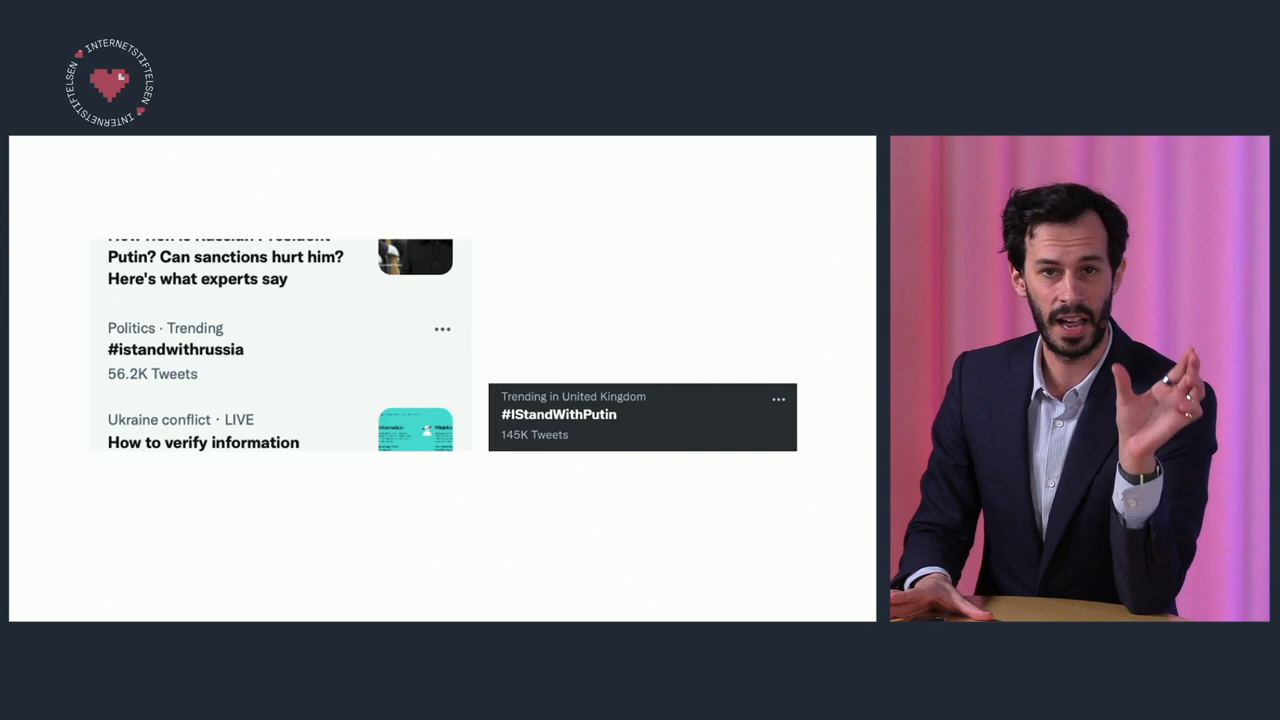 INTERNETSTIFTELSEN
INTERNETSTIFTELSEN
Putin? Can sanctions hurt him?
Here's what experts say
Politics · Trending
#istandwithrussia
56.2K Tweets
Ukraine conflict · LIVE
How to verify information
Trending in United Kingdom
#IStandWithPutin
145K Tweets